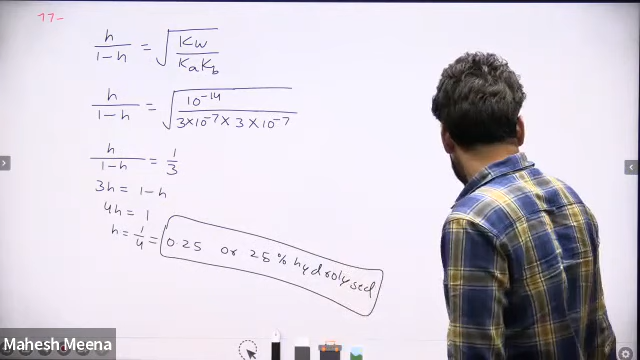 17-
h/(1-h) = √(Kw/(KaKb))
h/(1-h) = √(10⁻¹⁴/(3×10⁻⁷ × 3×10⁻⁷))
h/(1-h) = 1/3
3h = 1-h
4h = 1
h = 1/4 = 0.25 or 25% hydrolysed
Mahesh Meena